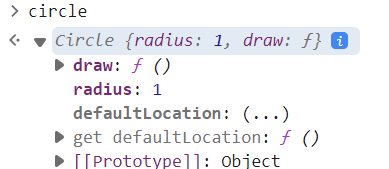 > circle
Circle {radius: 1, draw: ƒ} i
draw: ƒ ()
radius: 1
defaultLocation: (...)
get defaultLocation: ƒ ()
[[Prototype]]: Object